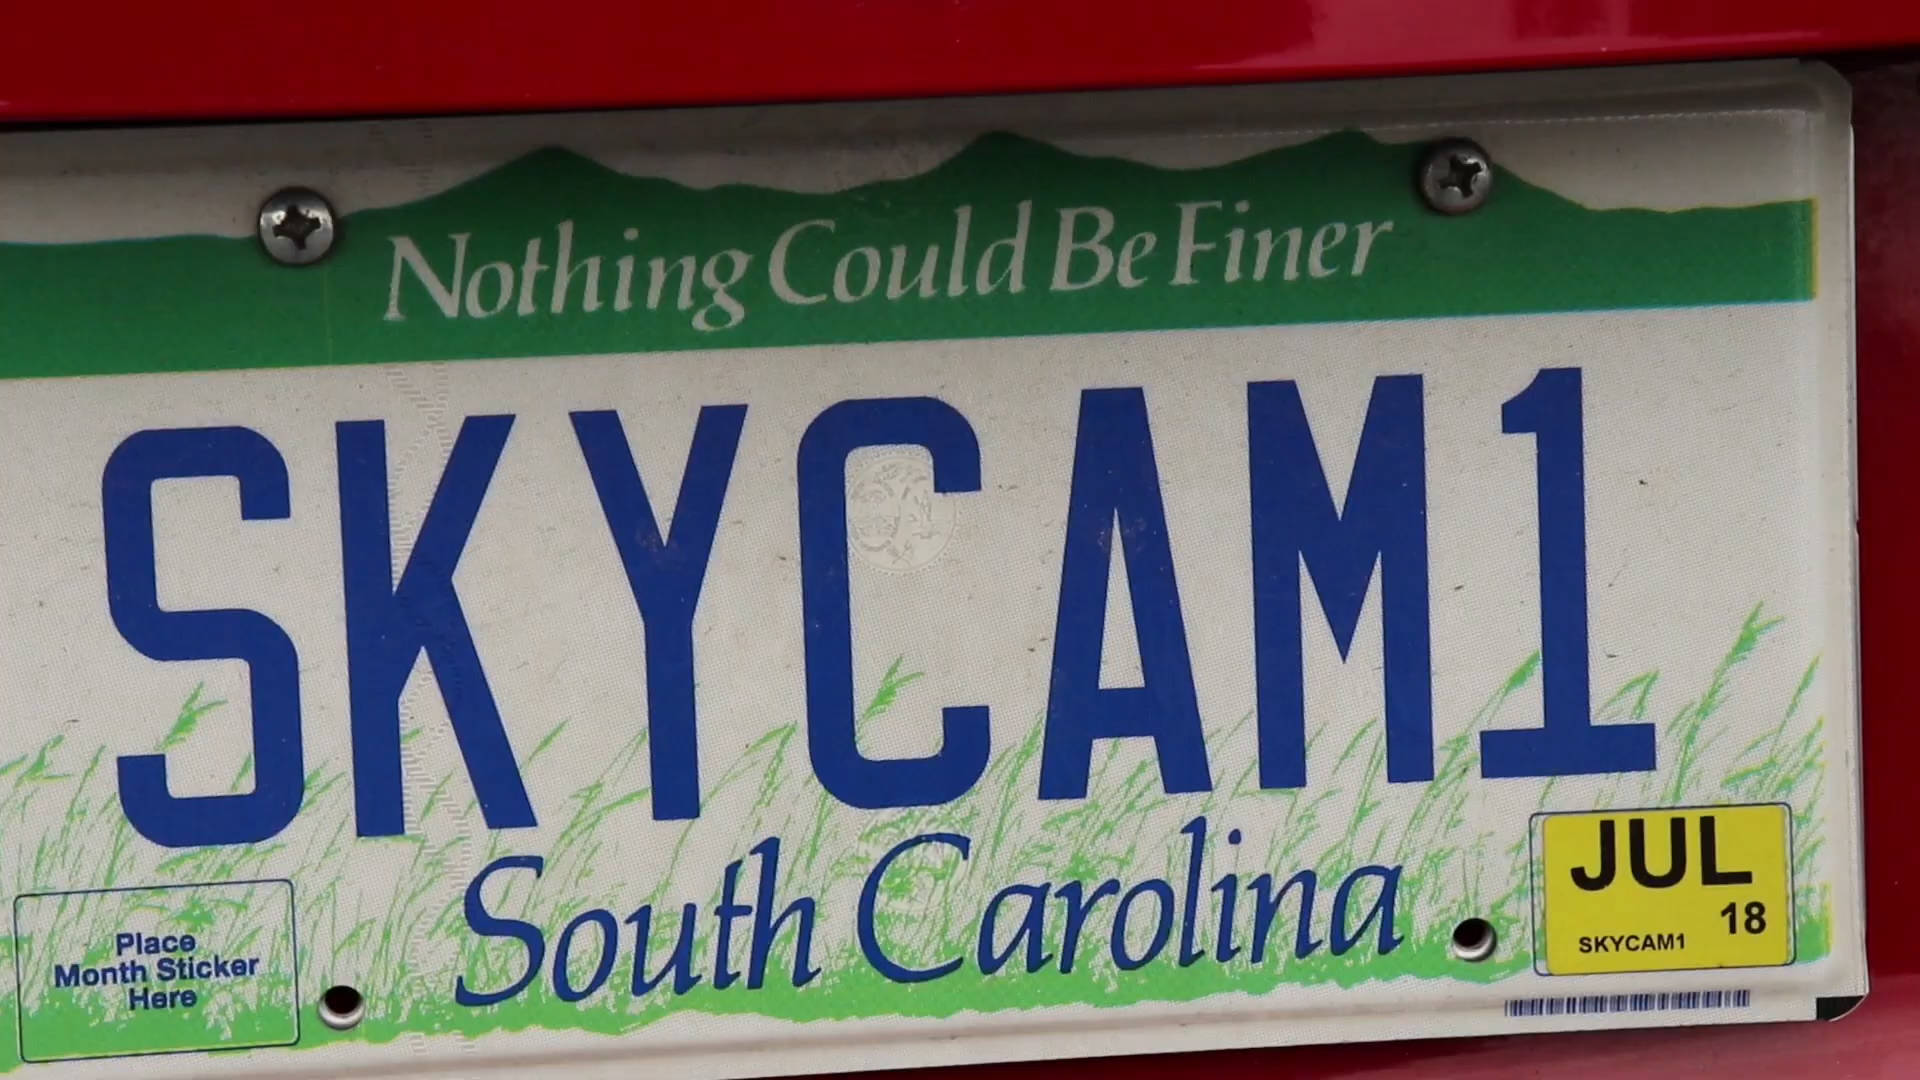 Nothing Could Be Finer
SKYCAM1
South Carolina
JUL
18
SKYCAM1
Place
Month Sticker
Here